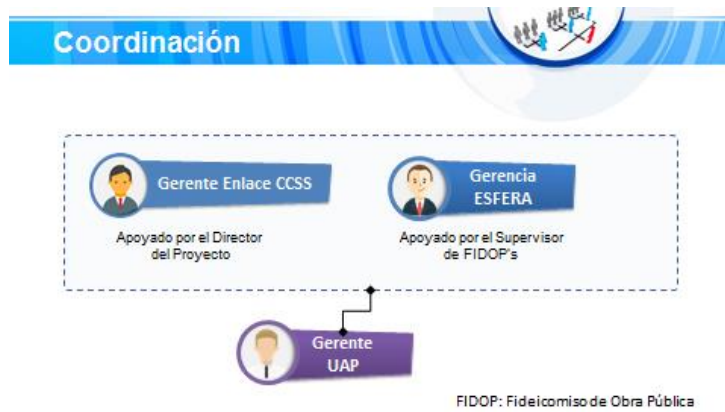 Coordinación
Gerente Enlace CCSS
Apoyado por el Director
del Proyecto
Gerencia
ESFERA
Apoyado por el Supervisor
de FIDOP's
Gerente
UAP
FIDOP: Fideicomiso de Obra Pública